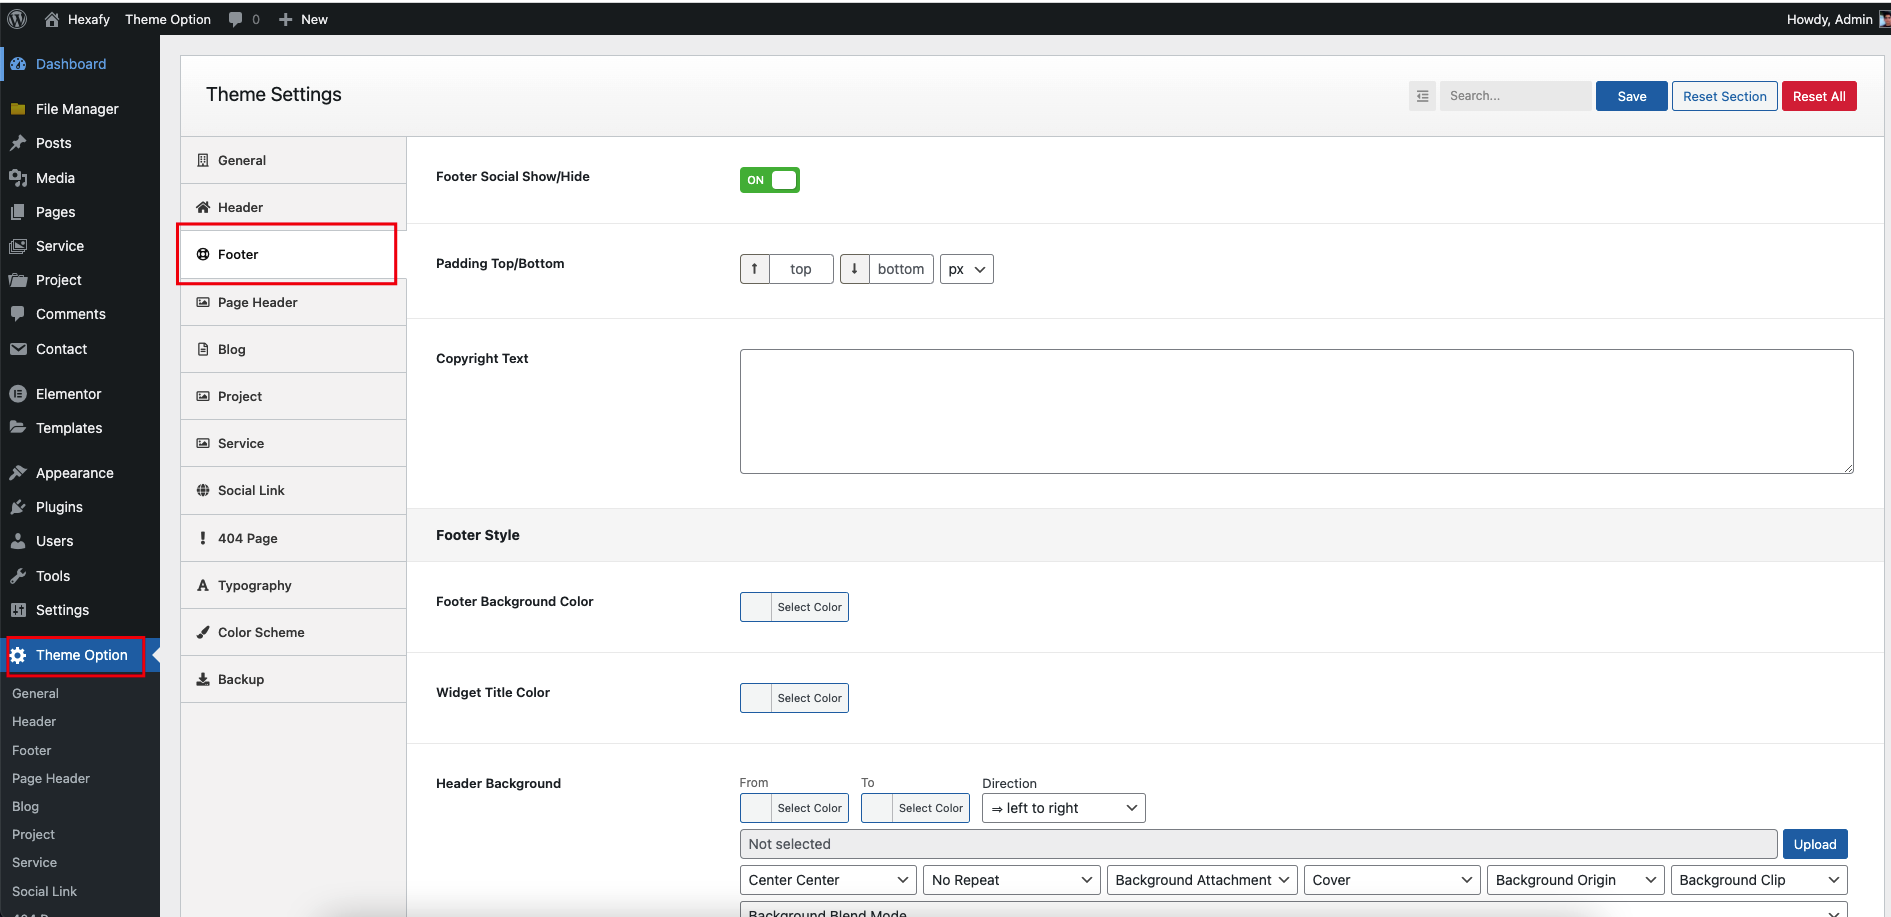 Hexafy Theme Option 0 New Howdy, Admin
Dashboard
File Manager
Posts
Media
Pages
Service
Project
Comments
Contact
Elementor
Templates
Appearance
Plugins
Users
Tools
Settings
Theme Option
General
Header
Footer
Page Header
Blog
Project
Service
Social Link
Theme Settings
Search...
Save
Reset Section
Reset All
General
Header
Footer
Page Header
Blog
Project
Service
Social Link
404 Page
Typography
Color Scheme
Backup
Footer Social Show/Hide
ON
Padding Top/Bottom
top
bottom
px
Copyright Text
Footer Style
Footer Background Color
Select Color
Widget Title Color
Select Color
Header Background
From
To
Direction
Select Color
Select Color
⇒ left to right
Not selected
Upload
Center Center
No Repeat
Background Attachment
Cover
Background Origin
Background Clip
Background Blend Mode